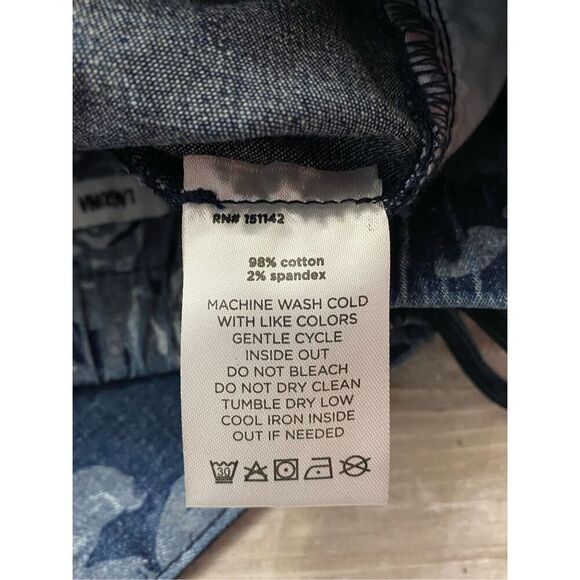 RN# 151142
98% cotton
2% spandex
MACHINE WASH COLD
WITH LIKE COLORS
GENTLE CYCLE
INSIDE OUT
DO NOT BLEACH
DO NOT DRY CLEAN
TUMBLE DRY LOW
COOL IRON INSIDE
OUT IF NEEDED
30